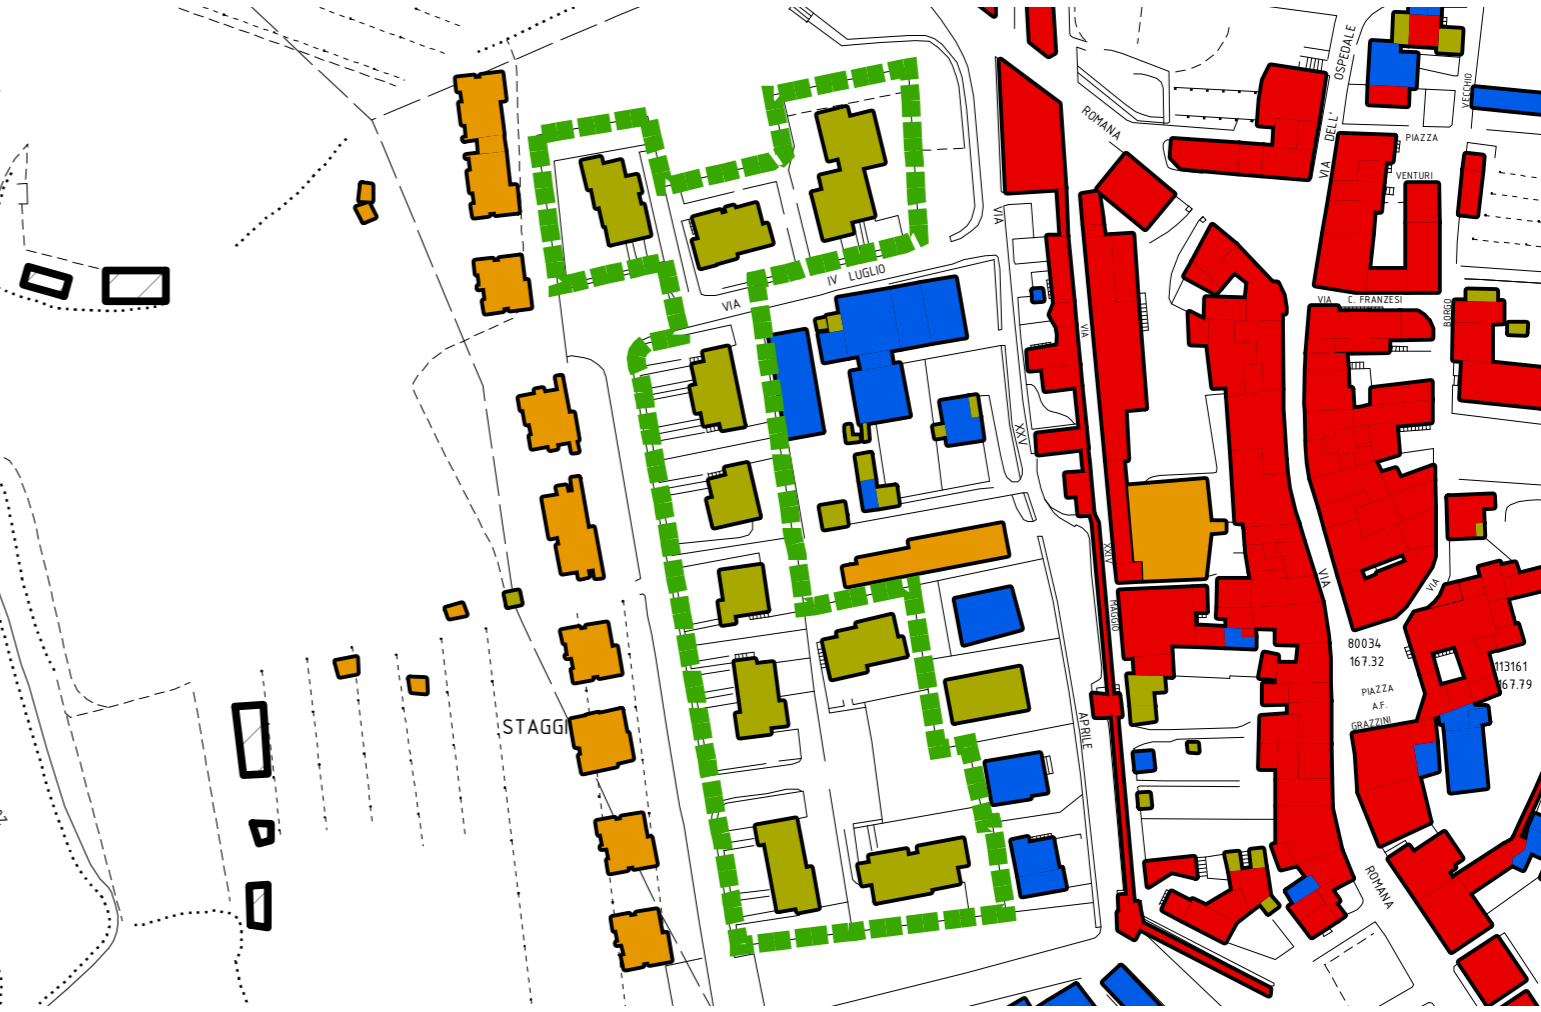 OSPEDALE
VIA DELL'
VECCHIO
ROMANA
PIAZZA
VENTURI
VIA
VIA IV LUGLIO
VIA C. FRANZESI
BORGO
VIA
XXV
XXIV
MAGGIO
VIA
VIA
80034
167.32
113161
167.79
PIAZZA
A.F.
GRAZZINI
APRILE
STAGGI
ROMANA